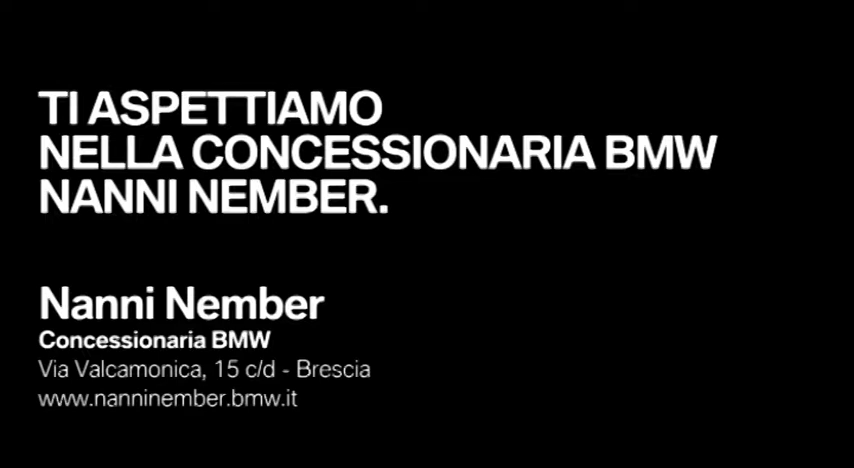 TI ASPETTIAMO
NELLA CONCESSIONARIA BMW
NANNI NEMBER.
Nanni Nember
Concessionaria BMW
Via Valcamonica, 15 c/d - Brescia
www.nanninember.bmw.it